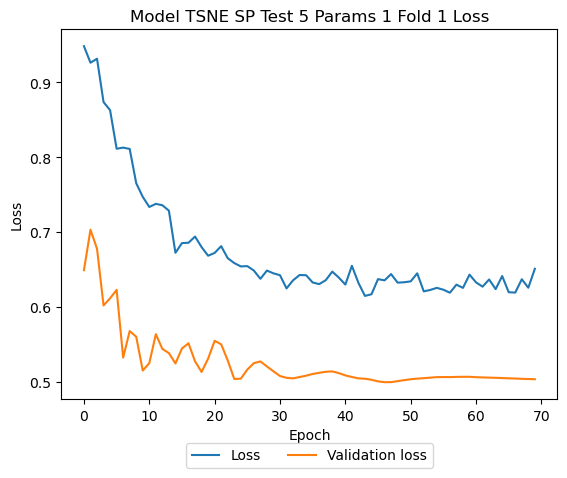 Model TSNE SP Test 5 Params 1 Fold 1 Loss
0.9
0.8
0.7
0.6
0.5
Loss
0 10 20 30 40 50 60 70
Epoch
Loss Validation loss